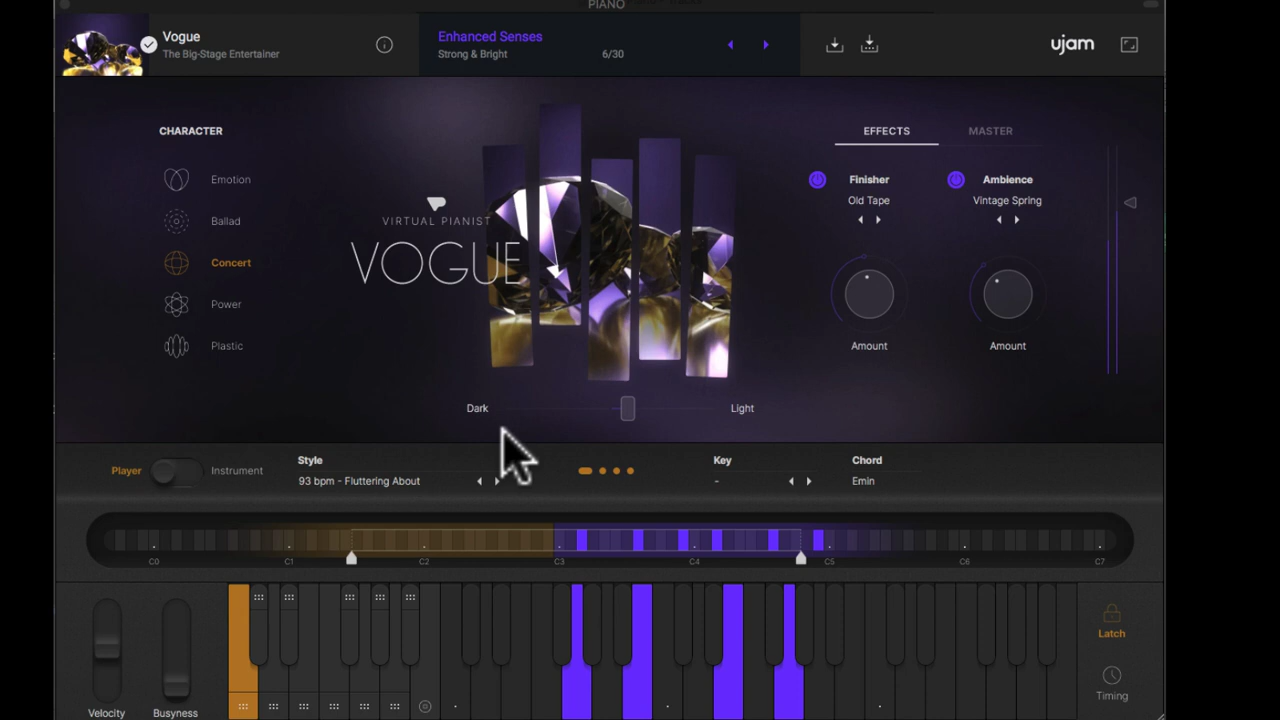 PIANO
Vogue
The Big-Stage Entertainer
Enhanced Senses
Strong & Bright 6/30
ujam
CHARACTER
Emotion
Ballad
Concert
Power
Plastic
VIRTUAL PIANIST
VOGUE
Dark Light
EFFECTS MASTER
Finisher Ambience
Old Tape Vintage Spring
Amount Amount
Player Instrument
Style
93 bpm - Fluttering About
Key
-
Chord
Emin
C0 C1 C2 C3 C4 C5 C6 C7
Velocity Busyness
Latch
Timing